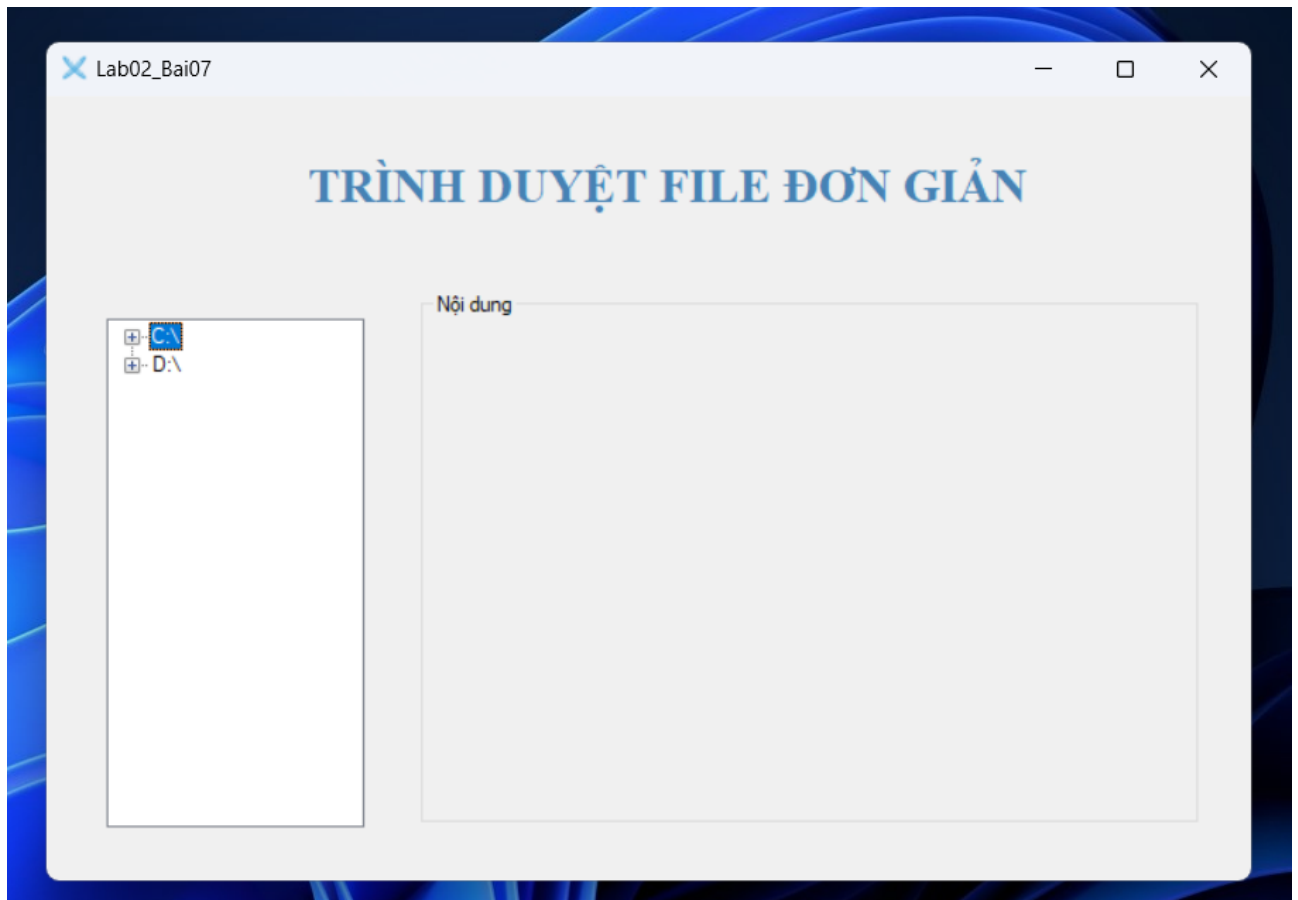 Lab02_Bai07
TRÌNH DUYỆT FILE ĐƠN GIẢN
Nội dung
C:\
D:\